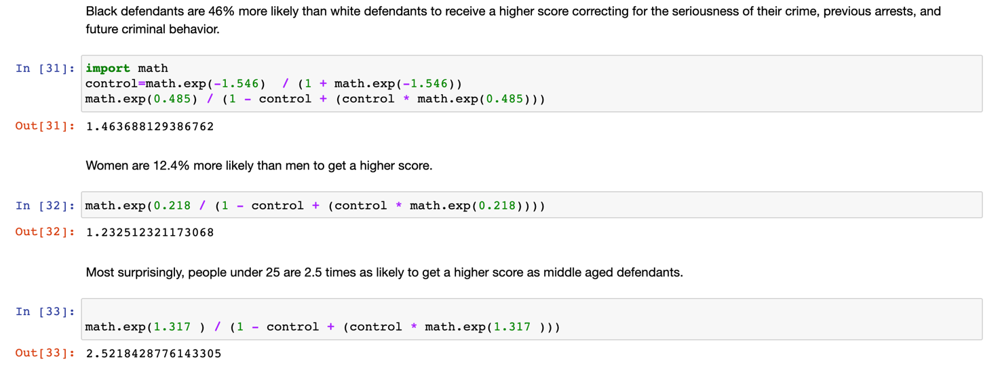 Black defendants are 46% more likely than white defendants to receive a higher score correcting for the seriousness of their crime, previous arrests, and
future criminal behavior.
In [31]: import math
control=math.exp(-1.546)  / (1 + math.exp(-1.546))
math.exp(0.485) / (1 - control + (control * math.exp(0.485)))
Out[31]: 1.463688129386762
Women are 12.4% more likely than men to get a higher score.
In [32]: math.exp(0.218 / (1 - control + (control * math.exp(0.218))))
Out[32]: 1.232512321173068
Most surprisingly, people under 25 are 2.5 times as likely to get a higher score as middle aged defendants.
In [33]:
math.exp(1.317 ) / (1 - control + (control * math.exp(1.317 )))
Out[33]: 2.5218428776143305